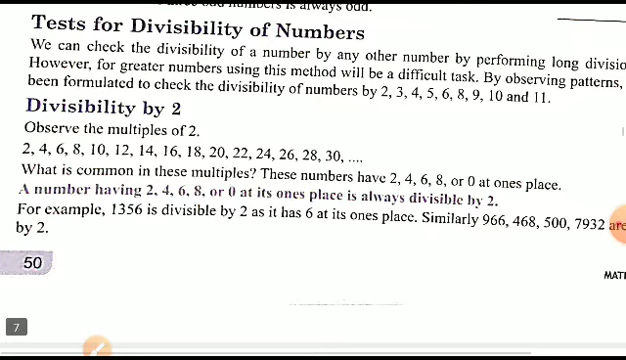 numbers is always odd.
Tests for Divisibility of Numbers
We can check the divisibility of a number by any other number by performing long
However, for greater numbers using this method will be a difficult task. By observing patterns,
been formulated to check the divisibility of numbers by 2, 3, 4, 5, 6, 8, 9, 10 and 11.
Divisibility by 2
Observe the multiples of 2.
2, 4, 6, 8, 10, 12, 14, 16, 18, 20, 22, 24, 26, 28, 30, ....
What is common in these multiples? These numbers have 2, 4, 6, 8, or 0 at ones place.
A number having 2, 4, 6, 8, or 0 at its ones place is always divisible by 2.
For example, 1356 is divisible by 2 as it has 6 at its ones place. Similarly 966, 468, 500, 7932 are
by 2.
50
7